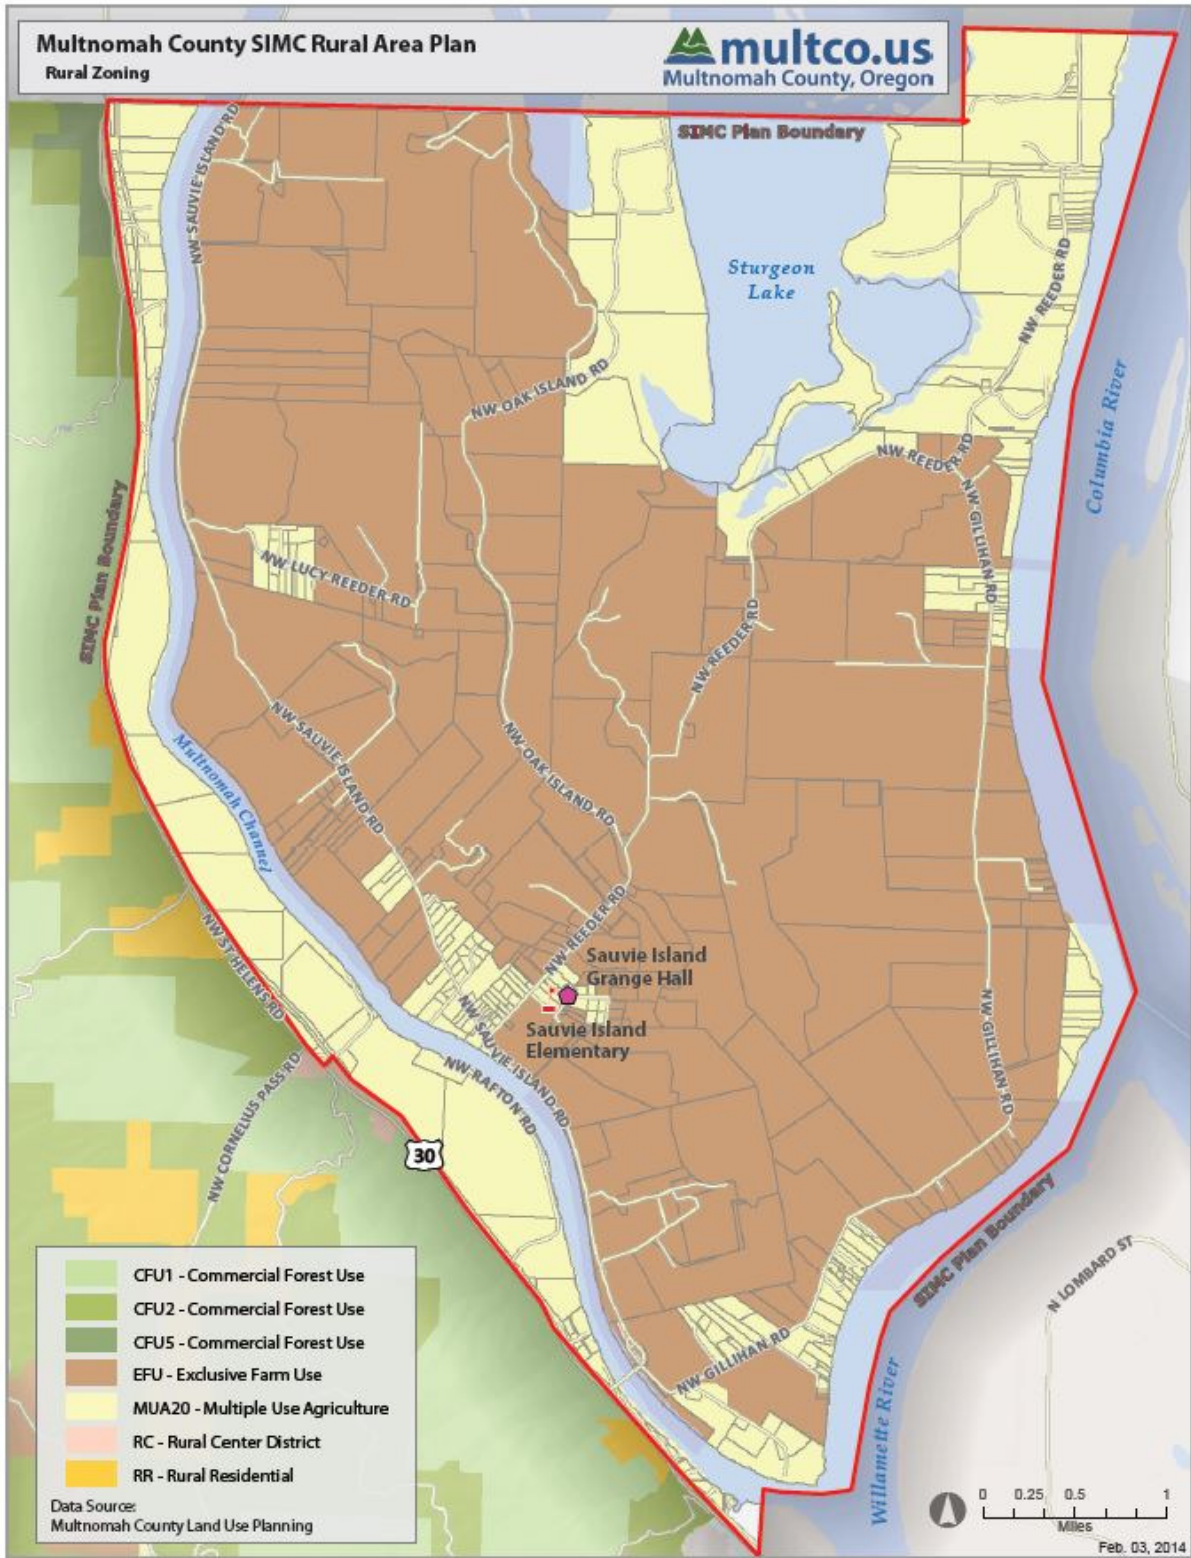 Multnomah County SIMC Rural Area Plan
Rural Zoning
multco.us
Multnomah County, Oregon
SIMC Plan Boundary
NW SAUVIE ISLAND RD
Sturgeon
Lake
NW REEDER RD
Columbia River
NW OAK ISLAND RD
NW REEDER RD
NW GILLIHAN RD
SIMC Plan Boundary
NW LUCY REEDER RD
NW REEDER RD
NW SAUVIE ISLAND RD
NW OAK ISLAND RD
Multnomah Channel
NW REEDER RD
NW ST HELENS RD
Sauvie Island
Grange Hall
Sauvie Island
Elementary
NW SAUVIE ISLAND RD
NW RAFTON RD
NW GILLIHAN RD
NW CORNELIUS PASS RD
30
SIMC Plan Boundary
N LOMBARD ST
NW GILLIHAN RD
Willamette River
CFU1 - Commercial Forest Use
CFU2 - Commercial Forest Use
CFU5 - Commercial Forest Use
EFU - Exclusive Farm Use
MUA20 - Multiple Use Agriculture
RC - Rural Center District
RR - Rural Residential
Data Source:
Multnomah County Land Use Planning
0 0.25 0.5 1
Miles
Feb. 03, 2014